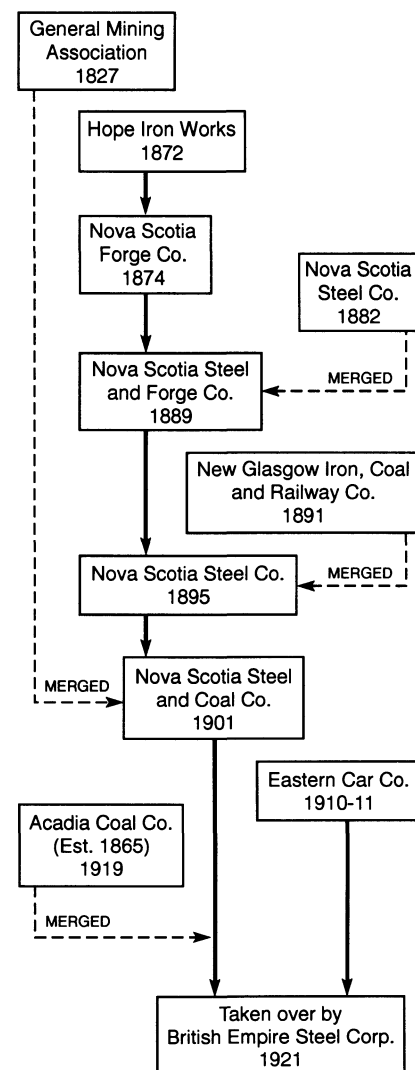 General Mining
Association
1827
Hope Iron Works
1872
Nova Scotia
Forge Co.
1874
Nova Scotia
Steel Co.
1882
MERGED
Nova Scotia Steel
and Forge Co.
1889
New Glasgow Iron, Coal
and Railway Co.
1891
MERGED
Nova Scotia Steel Co.
1895
MERGED
Nova Scotia Steel
and Coal Co.
1901
Eastern Car Co.
1910-11
Acadia Coal Co.
(Est. 1865)
1919
MERGED
Taken over by
British Empire Steel Corp.
1921